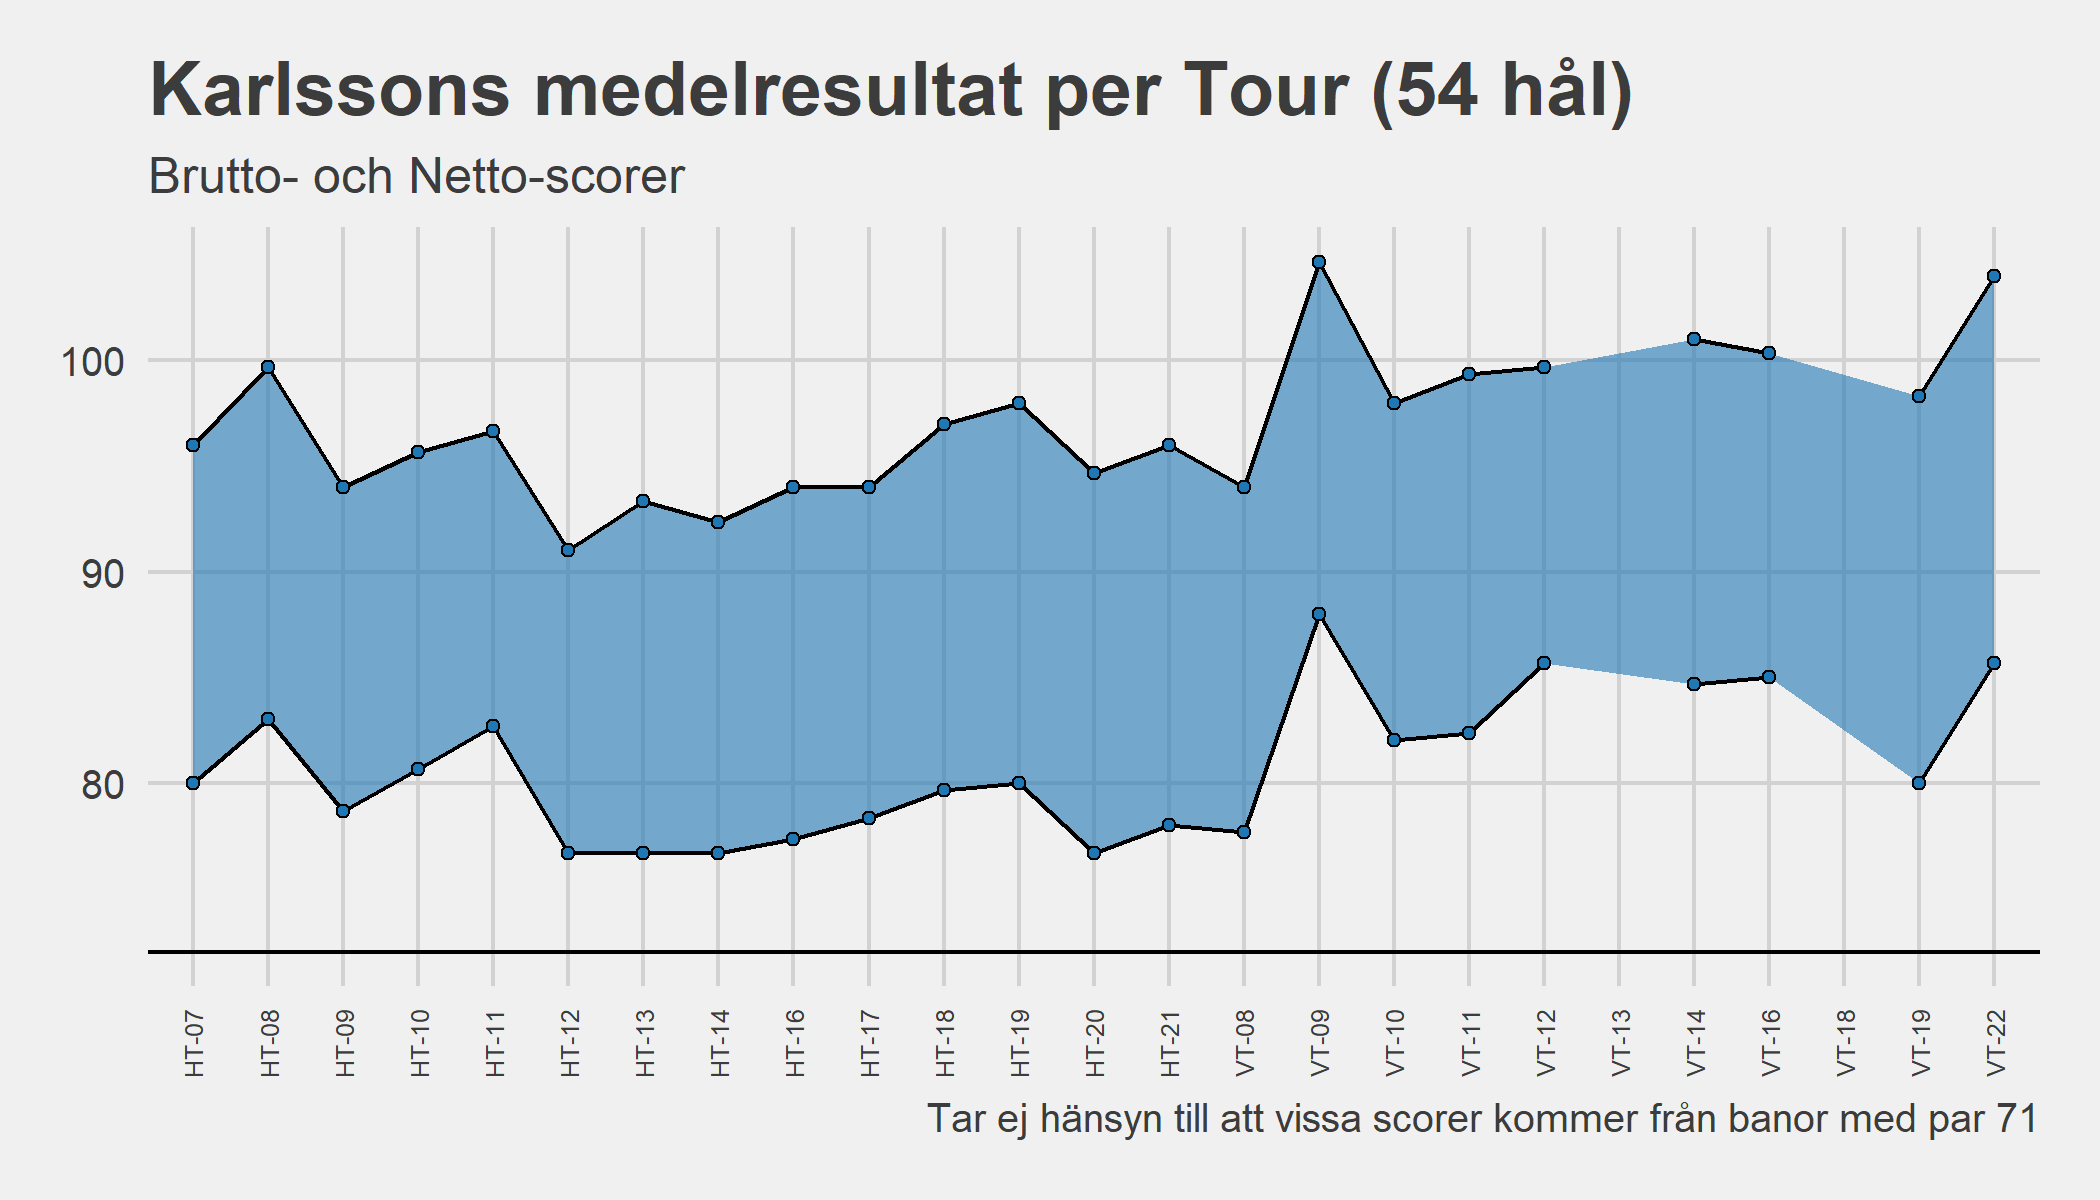 Karlssons medelresultat per Tour (54 hål)
Brutto- och Netto-scorer
100
90
80
HT-07
HT-08
HT-09
HT-10
HT-11
HT-12
HT-13
HT-14
HT-16
HT-17
HT-18
HT-19
HT-20
HT-21
VT-08
VT-09
VT-10
VT-11
VT-12
VT-13
VT-14
VT-16
VT-18
VT-19
VT-22
Tar ej hänsyn till att vissa scorer kommer från banor med par 71